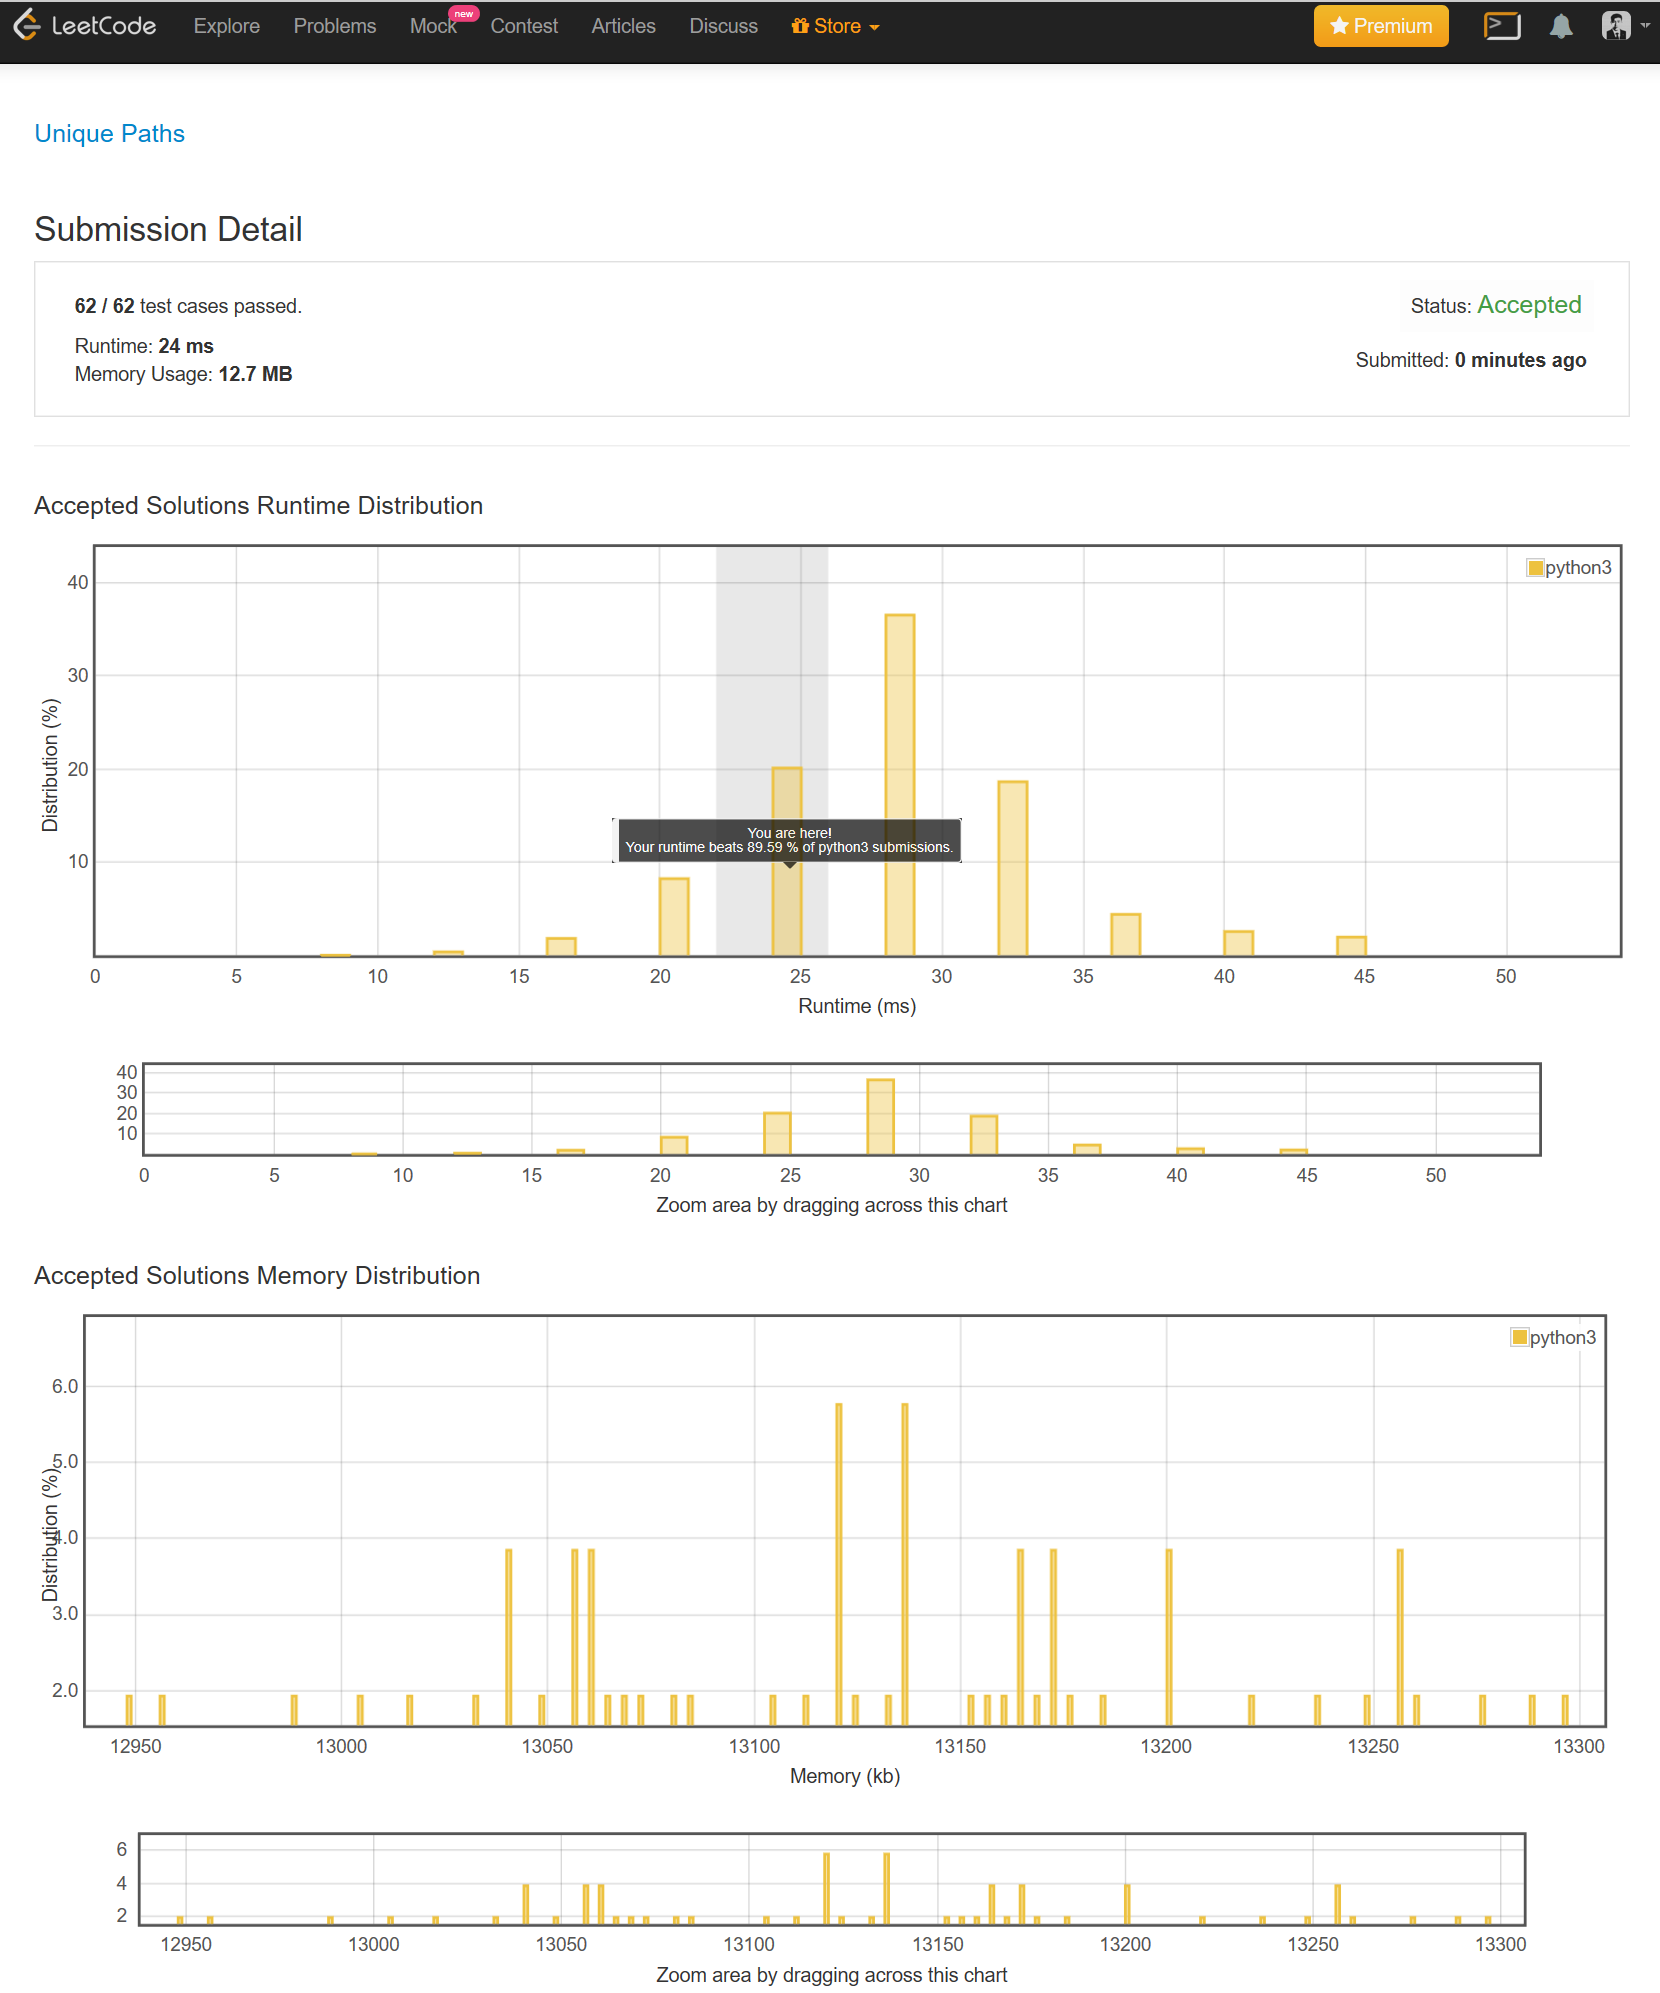 LeetCode Explore Problems Mock new Contest Articles Discuss Store Premium
Unique Paths
Submission Detail
62 / 62 test cases passed.
Status: Accepted
Runtime: 24 ms
Submitted: 0 minutes ago
Memory Usage: 12.7 MB
Accepted Solutions Runtime Distribution
python3
40
30
20
10
Distribution (%)
You are here!
Your runtime beats 89.59 % of python3 submissions.
0 5 10 15 20 25 30 35 40 45 50
Runtime (ms)
40
30
20
10
0 5 10 15 20 25 30 35 40 45 50
Zoom area by dragging across this chart
Accepted Solutions Memory Distribution
python3
6.0
5.0
4.0
3.0
2.0
Distribution (%)
12950 13000 13050 13100 13150 13200 13250 13300
Memory (kb)
6
4
2
12950 13000 13050 13100 13150 13200 13250 13300
Zoom area by dragging across this chart